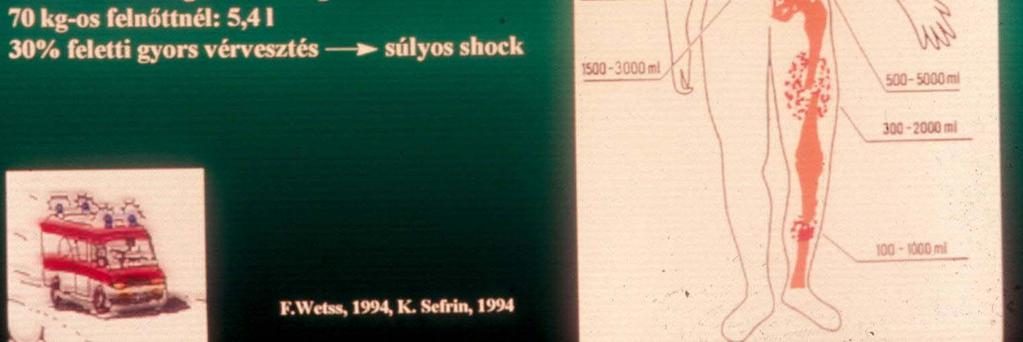 70 kg-os felnőttnél: 5,4 l
30% feletti gyors vérvesztés → súlyos shock
1500-3000 ml
500-5000 ml
300-2000 ml
100-1000 ml
F.Wetss, 1994, K. Sefrin, 1994